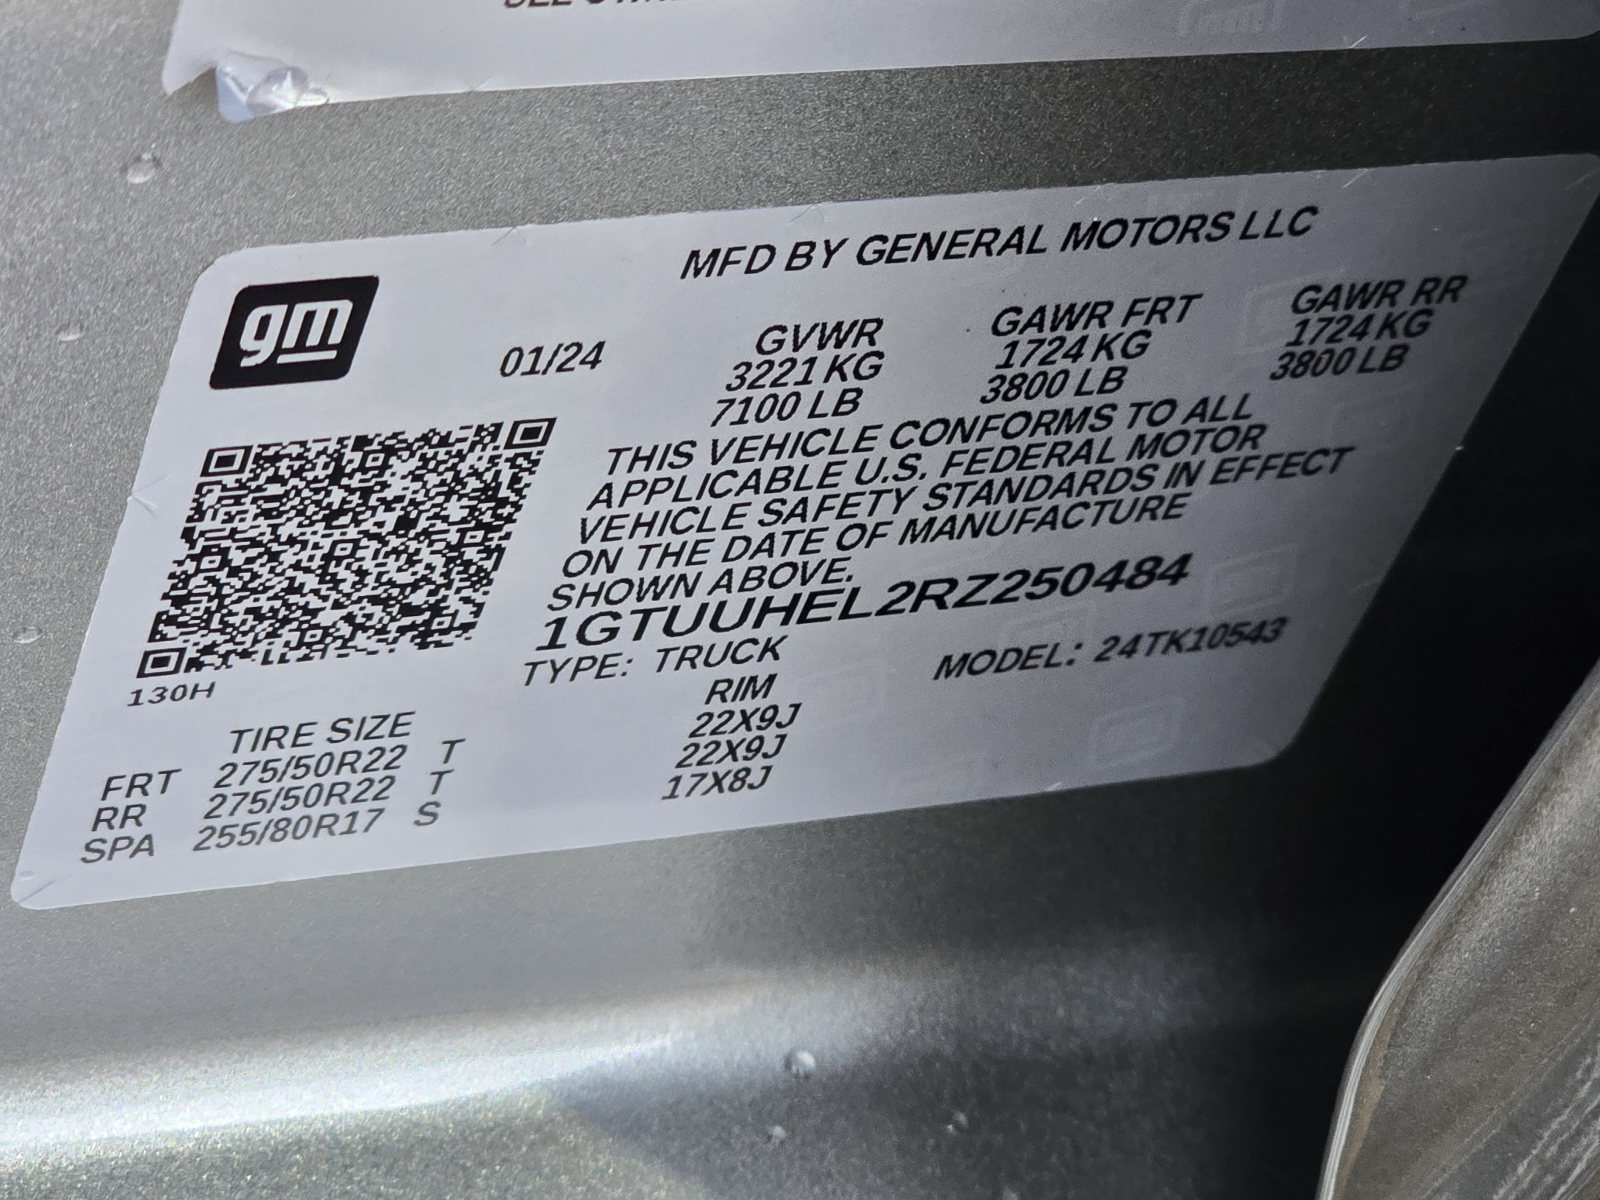 gm
MFD BY GENERAL MOTORS LLC
01/24
GVWR GAWR FRT GAWR RR
3221 KG 1724 KG 1724 KG
7100 LB 3800 LB 3800 LB
THIS VEHICLE CONFORMS TO ALL
APPLICABLE U.S. FEDERAL MOTOR
VEHICLE SAFETY STANDARDS IN EFFECT
ON THE DATE OF MANUFACTURE
SHOWN ABOVE.
1GTUUHEL2RZ250484
TYPE: TRUCK MODEL: 24TK10543
130H
TIRE SIZE RIM
FRT 275/50R22 T 22X9J
RR 275/50R22 T 22X9J
SPA 255/80R17 S 17X8J